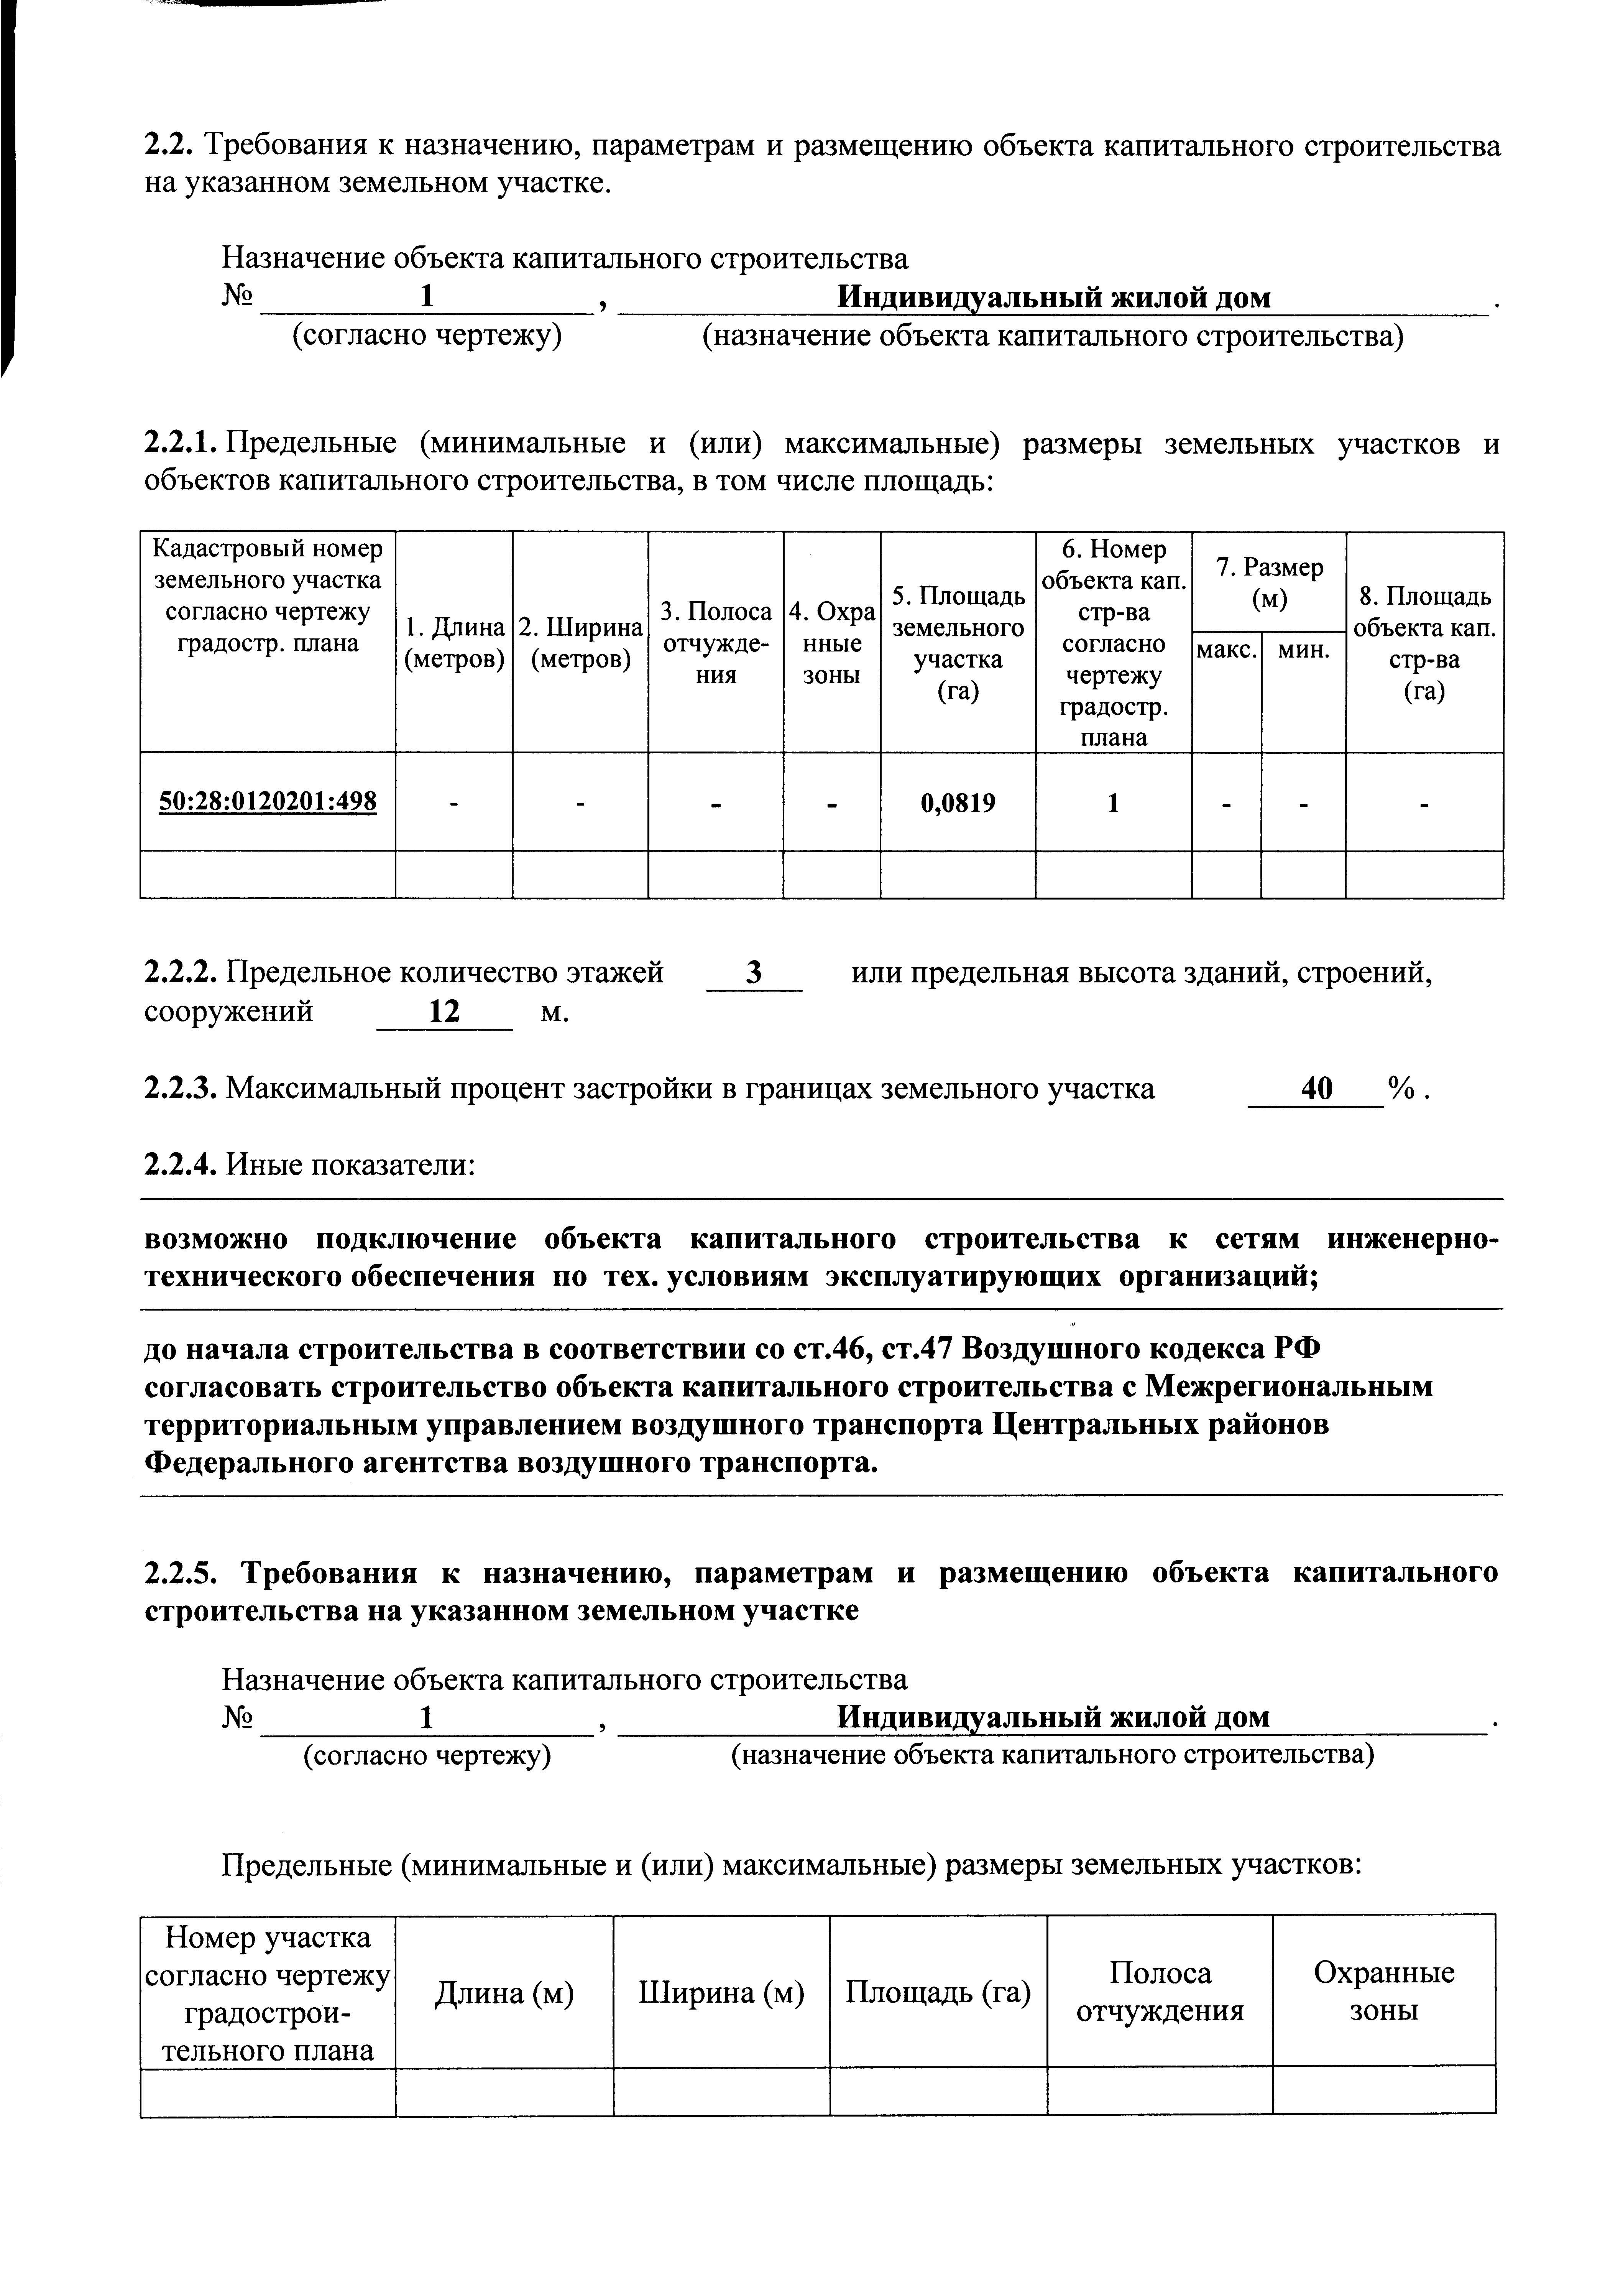 2.2. Требования к назначению, параметрам и размещению объекта капитального строительства
на указанном земельном участке.
Назначение объекта капитального строительства
№ 1 , Индивидуальный жилой дом .
(согласно чертежу) (назначение объекта капитального строительства)
2.2.1. Предельные (минимальные и (или) максимальные) размеры земельных участков и
объектов капитального строительства, в том числе площадь:
Кадастровый номер
земельного участка
согласно чертежу
градостр. плана
1. Длина
(метров)
2. Ширина
(метров)
3. Полоса
отчужде-
ния
4. Охра
нные
зоны
5. Площадь
земельного
участка
(га)
6. Номер
объекта кап.
стр-ва
согласно
чертежу
градостр.
плана
7. Размер
(м)
макс. мин.
8. Площадь
объекта кап.
стр-ва
(га)
50:28:0120201:498 - - - - 0,0819 1 - - -
2.2.2. Предельное количество этажей 3 или предельная высота зданий, строений,
сооружений 12 м.
2.2.3. Максимальный процент застройки в границах земельного участка 40 % .
2.2.4. Иные показатели:
возможно подключение объекта капитального строительства к сетям инженерно-
технического обеспечения по тех. условиям эксплуатирующих организаций;
до начала строительства в соответствии со ст.46, ст.47 Воздушного кодекса РФ
согласовать строительство объекта капитального строительства с Межрегиональным
территориальным управлением воздушного транспорта Центральных районов
Федерального агентства воздушного транспорта.
2.2.5. Требования к назначению, параметрам и размещению объекта капитального
строительства на указанном земельном участке
Назначение объекта капитального строительства
№ 1 , Индивидуальный жилой дом .
(согласно чертежу) (назначение объекта капитального строительства)
Предельные (минимальные и (или) максимальные) размеры земельных участков:
Номер участка
согласно чертежу
градострои-
тельного плана
Длина (м)
Ширина (м)
Площадь (га)
Полоса
отчуждения
Охранные
зоны